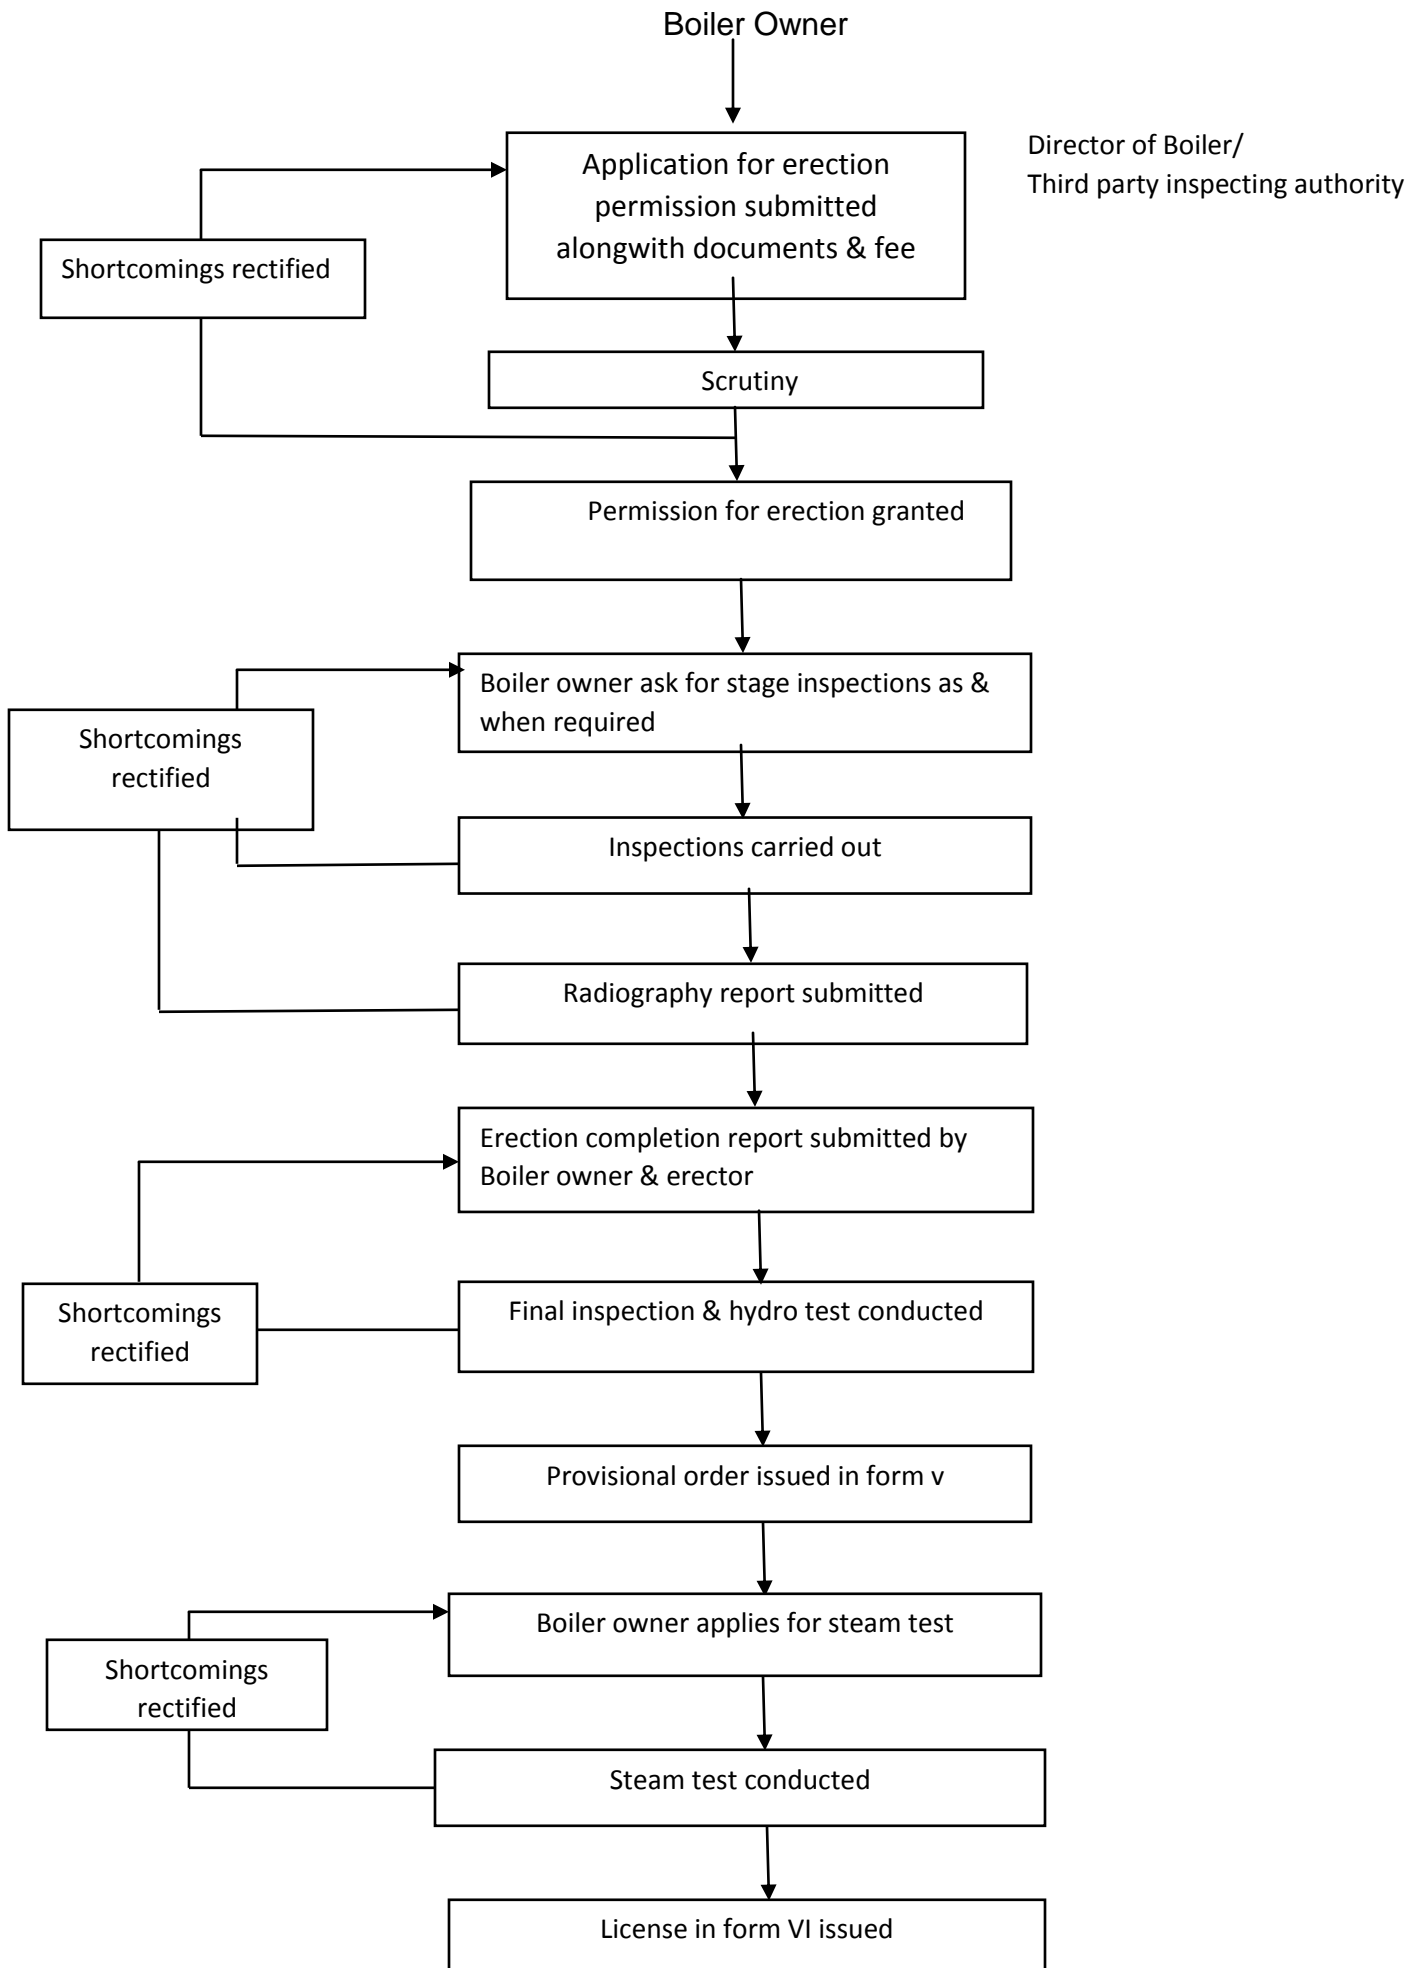 Boiler Owner
Director of Boiler/
Third party inspecting authority
Application for erection
permission submitted
alongwith documents & fee
Shortcomings rectified
Scrutiny
Permission for erection granted
Boiler owner ask for stage inspections as &
when required
Shortcomings
rectified
Inspections carried out
Radiography report submitted
Erection completion report submitted by
Boiler owner & erector
Shortcomings
rectified
Final inspection & hydro test conducted
Provisional order issued in form v
Boiler owner applies for steam test
Shortcomings
rectified
Steam test conducted
License in form VI issued